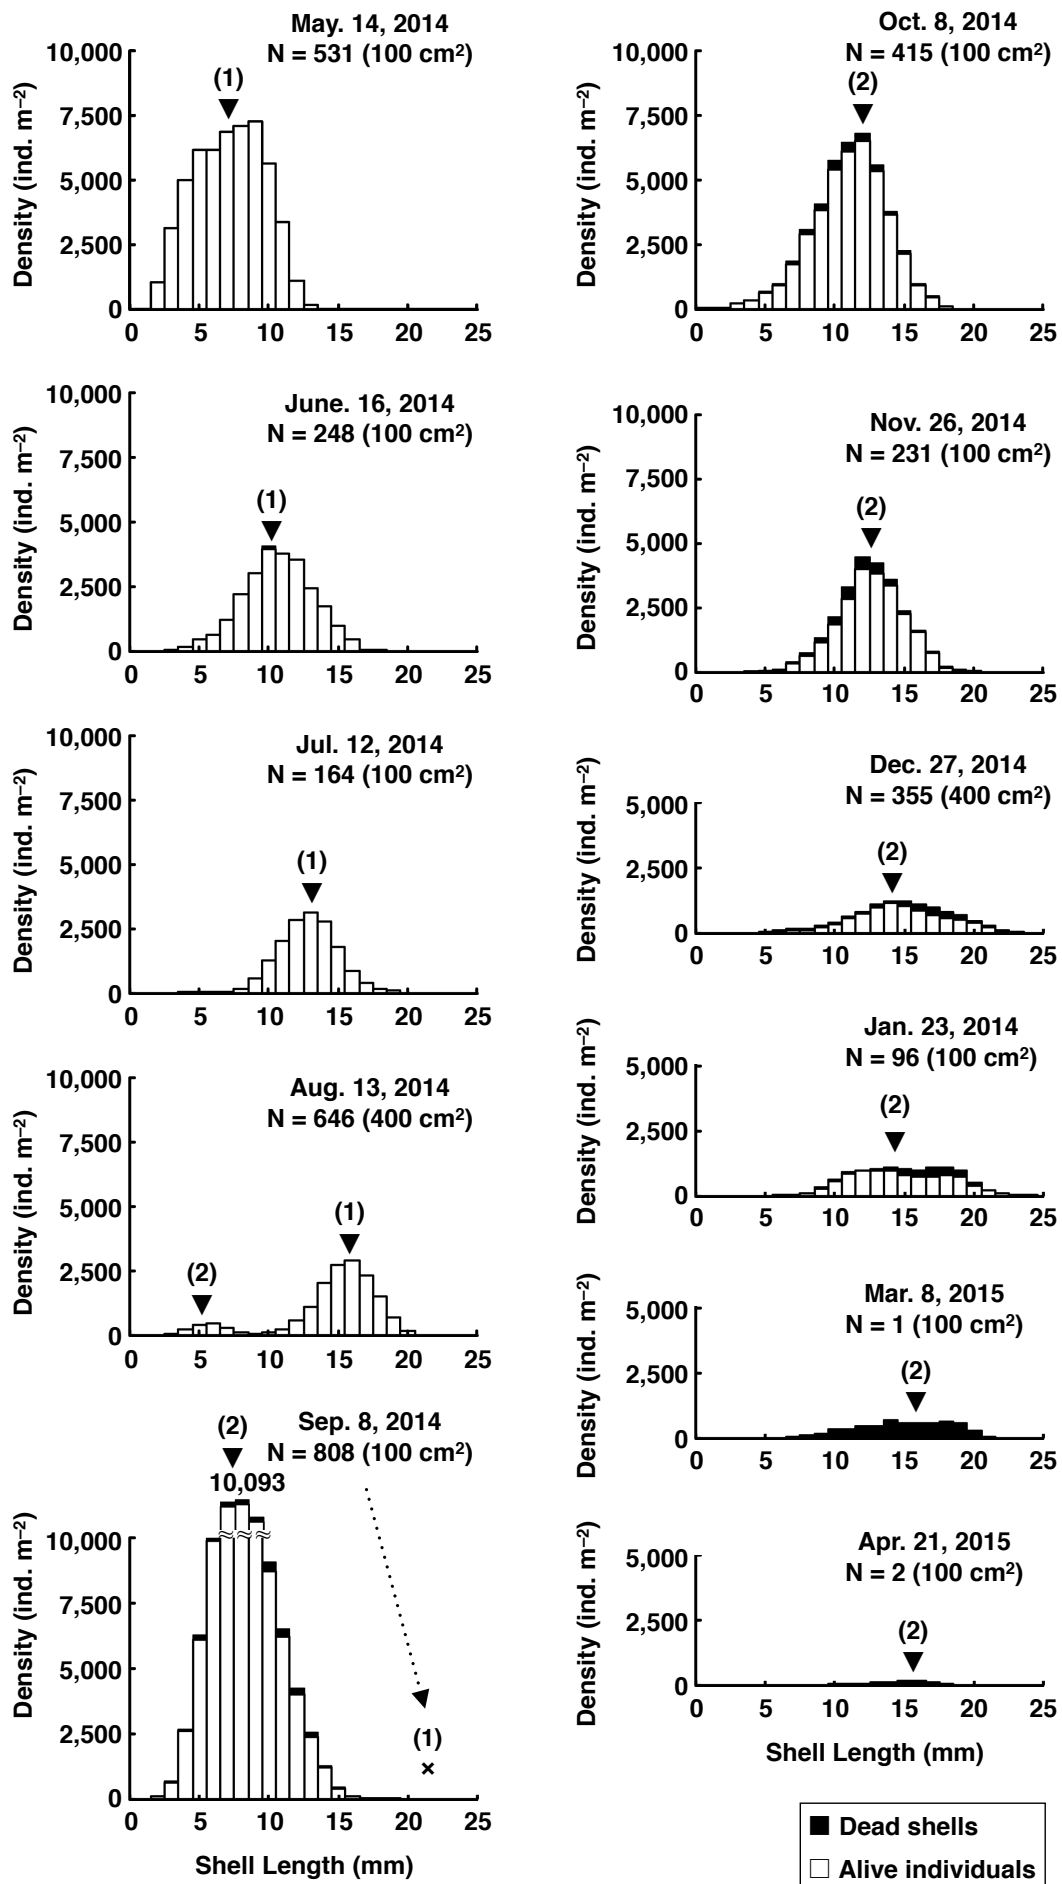 May. 14, 2014
N = 531 (100 cm²)
(1)
10,000
7,500
5,000
2,500
0
Density (ind. m⁻²)
0 5 10 15 20 25
June. 16, 2014
N = 248 (100 cm²)
(1)
10,000
7,500
5,000
2,500
0
Density (ind. m⁻²)
0 5 10 15 20 25
Jul. 12, 2014
N = 164 (100 cm²)
(1)
10,000
7,500
5,000
2,500
0
Density (ind. m⁻²)
0 5 10 15 20 25
Aug. 13, 2014
N = 646 (400 cm²)
(1)
(2)
10,000
7,500
5,000
2,500
0
Density (ind. m⁻²)
0 5 10 15 20 25
Sep. 8, 2014
N = 808 (100 cm²)
(2)
10,093
(1)
×
10,000
7,500
5,000
2,500
0
Density (ind. m⁻²)
0 5 10 15 20 25
Shell Length (mm)
Oct. 8, 2014
N = 415 (100 cm²)
(2)
10,000
7,500
5,000
2,500
0
Density (ind. m⁻²)
0 5 10 15 20 25
Nov. 26, 2014
N = 231 (100 cm²)
(2)
10,000
7,500
5,000
2,500
0
Density (ind. m⁻²)
0 5 10 15 20 25
Dec. 27, 2014
N = 355 (400 cm²)
(2)
5,000
2,500
0
Density (ind. m⁻²)
0 5 10 15 20 25
Jan. 23, 2014
N = 96 (100 cm²)
(2)
5,000
2,500
0
Density (ind. m⁻²)
0 5 10 15 20 25
Mar. 8, 2015
N = 1 (100 cm²)
(2)
5,000
2,500
0
Density (ind. m⁻²)
0 5 10 15 20 25
Apr. 21, 2015
N = 2 (100 cm²)
(2)
5,000
2,500
0
Density (ind. m⁻²)
0 5 10 15 20 25
Shell Length (mm)
Dead shells
Alive individuals